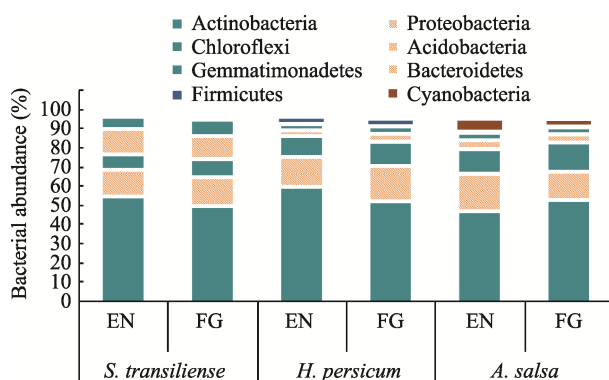 Actinobacteria Proteobacteria
Chloroflexi Acidobacteria
Gemmatimonadetes Bacteroidetes
Firmicutes Cyanobacteria
Bacterial abundance (%)
100
90
80
70
60
50
40
30
20
10
0
EN FG EN FG EN FG
S. transiliense H. persicum A. salsa